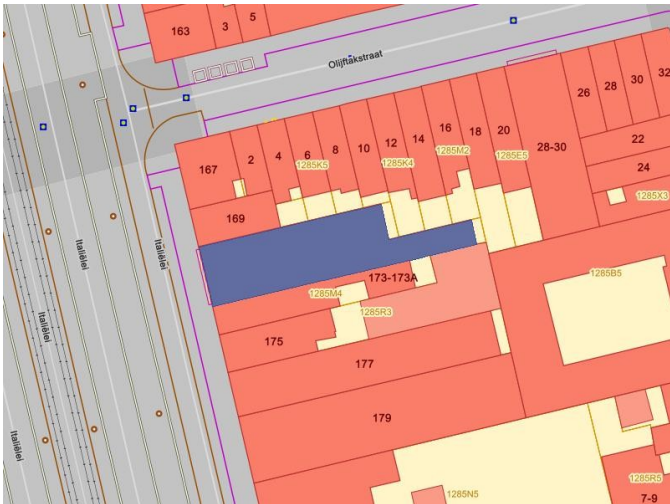 163
3
5
Olijftakstraat
32
30
28
26
22
24
28-30
20
18
16
14
12
10
8
6
4
2
167
1285K5
1285K4
1285M2
1285E5
1285X3
169
Italiëlei
Italiëlei
Italiëlei
Italiëlei
173-173A
1285M4
1285R3
1285B5
175
177
179
1285N5
1285R5
7-9